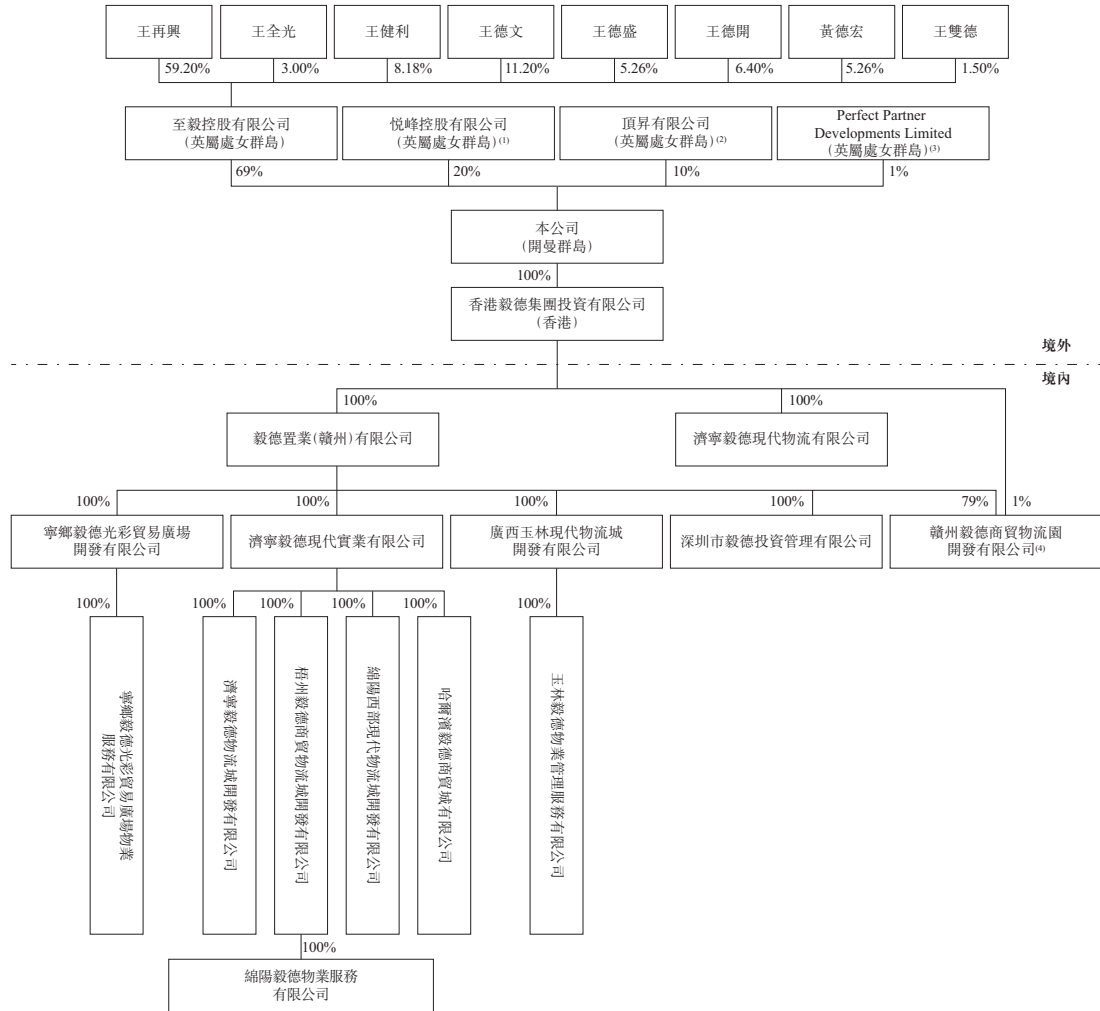 王再興
王全光
王健利
王德文
王德盛
王德開
黃德宏
王雙德
59.20%
3.00%
8.18%
11.20%
5.26%
6.40%
5.26%
1.50%
至毅控股有限公司
(英屬處女群島)
悦峰控股有限公司
(英屬處女群島)(1)
頂昇有限公司
(英屬處女群島)(2)
Perfect Partner
Developments Limited
(英屬處女群島)(3)
69%
20%
10%
1%
本公司
(開曼群島)
100%
香港毅德集團投資有限公司
(香港)
境外
境內
100%
100%
毅德置業(贛州)有限公司
濟寧毅德現代物流有限公司
100%
100%
100%
100%
79%
1%
寧鄉毅德光彩貿易廣場
開發有限公司
濟寧毅德現代實業有限公司
廣西玉林現代物流城
開發有限公司
深圳市毅德投資管理有限公司
贛州毅德商貿物流園
開發有限公司(4)
100%
100%
100%
100%
100%
100%
寧鄉毅德光彩貿易廣場物業
服務有限公司
濟寧毅德物流城開發有限公司
梧州毅德商貿物流城開發有限公司
綿陽西部現代物流城開發有限公司
哈爾濱毅德商貿城有限公司
玉林毅德物業管理服務有限公司
100%
綿陽毅德物業服務
有限公司